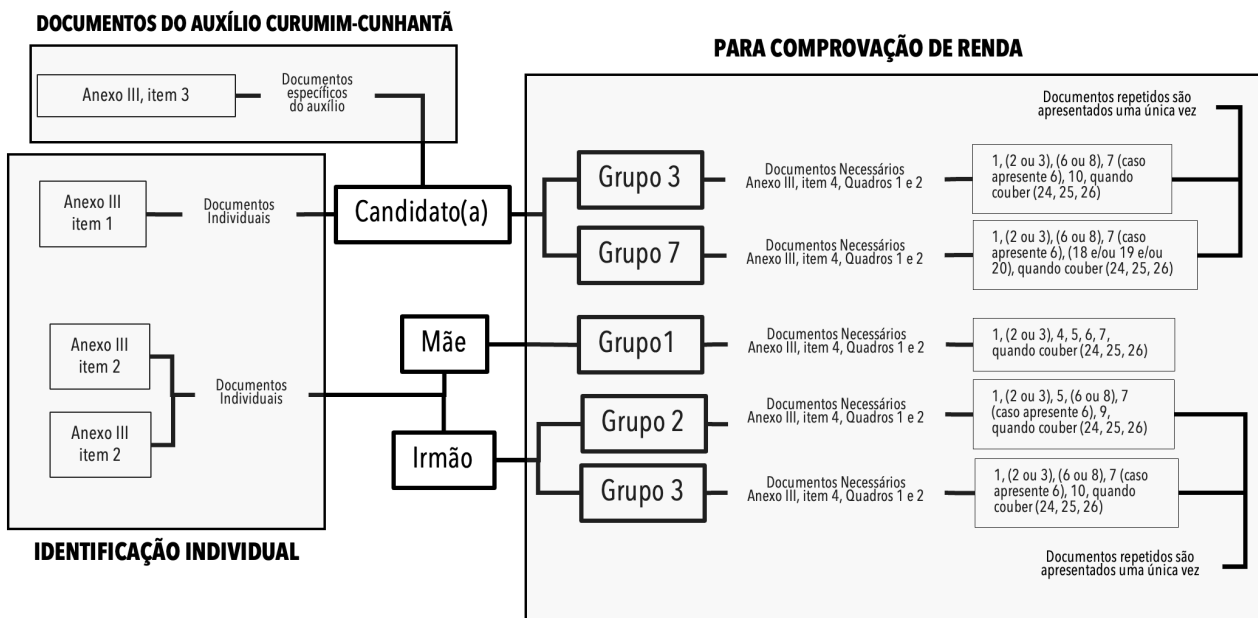 DOCUMENTOS DO AUXÍLIO CURUMIM-CUNHANTÃ
Anexo III, item 3
Documentos
específicos
do auxílio
Anexo III
item 1
Documentos
Individuais
Candidato(a)
Anexo III
item 2
Anexo III
item 2
Documentos
Individuais
Mãe
Irmão
IDENTIFICAÇÃO INDIVIDUAL
PARA COMPROVAÇÃO DE RENDA
Documentos repetidos são
apresentados uma única vez
Grupo 3
Documentos Necessários
Anexo III, item 4, Quadros 1 e 2
1, (2 ou 3), (6 ou 8), 7 (caso
apresente 6), 10, quando
couber (24, 25, 26)
Grupo 7
Documentos Necessários
Anexo III, item 4, Quadros 1 e 2
1, (2 ou 3), (6 ou 8), 7 (caso
apresente 6), (18 e/ou 19 e/ou
20), quando couber (24, 25, 26)
Grupo1
Documentos Necessários
Anexo III, item 4, Quadros 1 e 2
1, (2 ou 3), 4, 5, 6, 7,
quando couber (24, 25, 26)
Grupo 2
Documentos Necessários
Anexo III, item 4, Quadros 1 e 2
1, (2 ou 3), 5, (6 ou 8), 7
(caso apresente 6), 9,
quando couber (24, 25, 26)
Grupo 3
Documentos Necessários
Anexo III, item 4, Quadros 1 e 2
1, (2 ou 3), (6 ou 8), 7 (caso
apresente 6), 10, quando
couber (24, 25, 26)
Documentos repetidos são
apresentados uma única vez